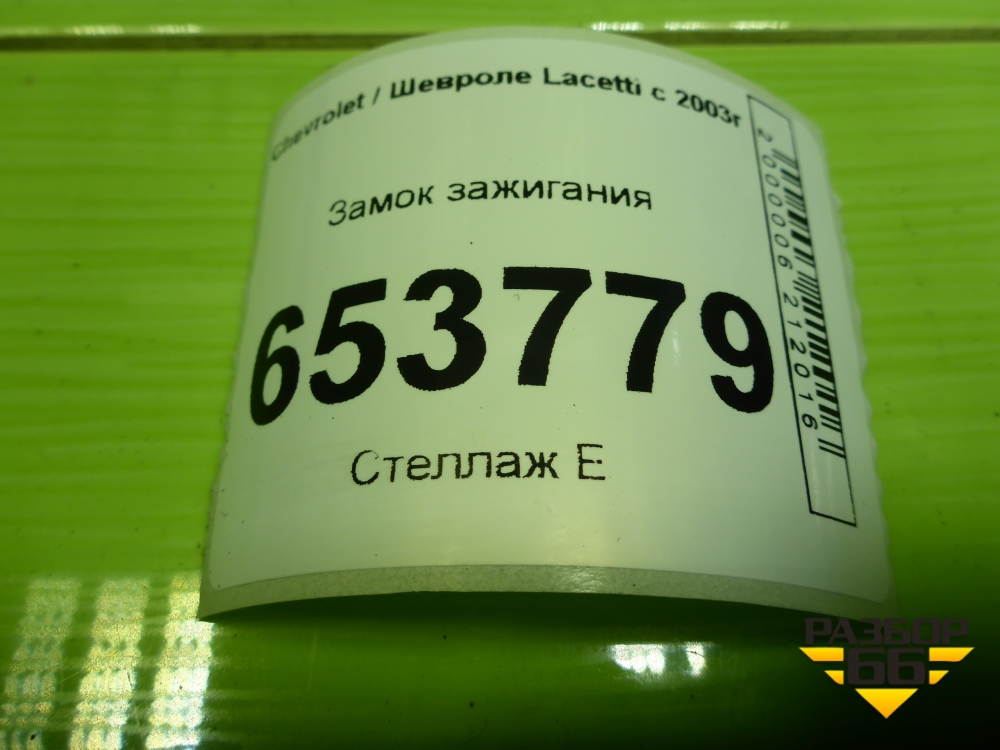 Chevrolet / Шевроле Lacetti с 2003г
Замок зажигания
653779
Стеллаж Е
2000006212016
РАЗБОР
66